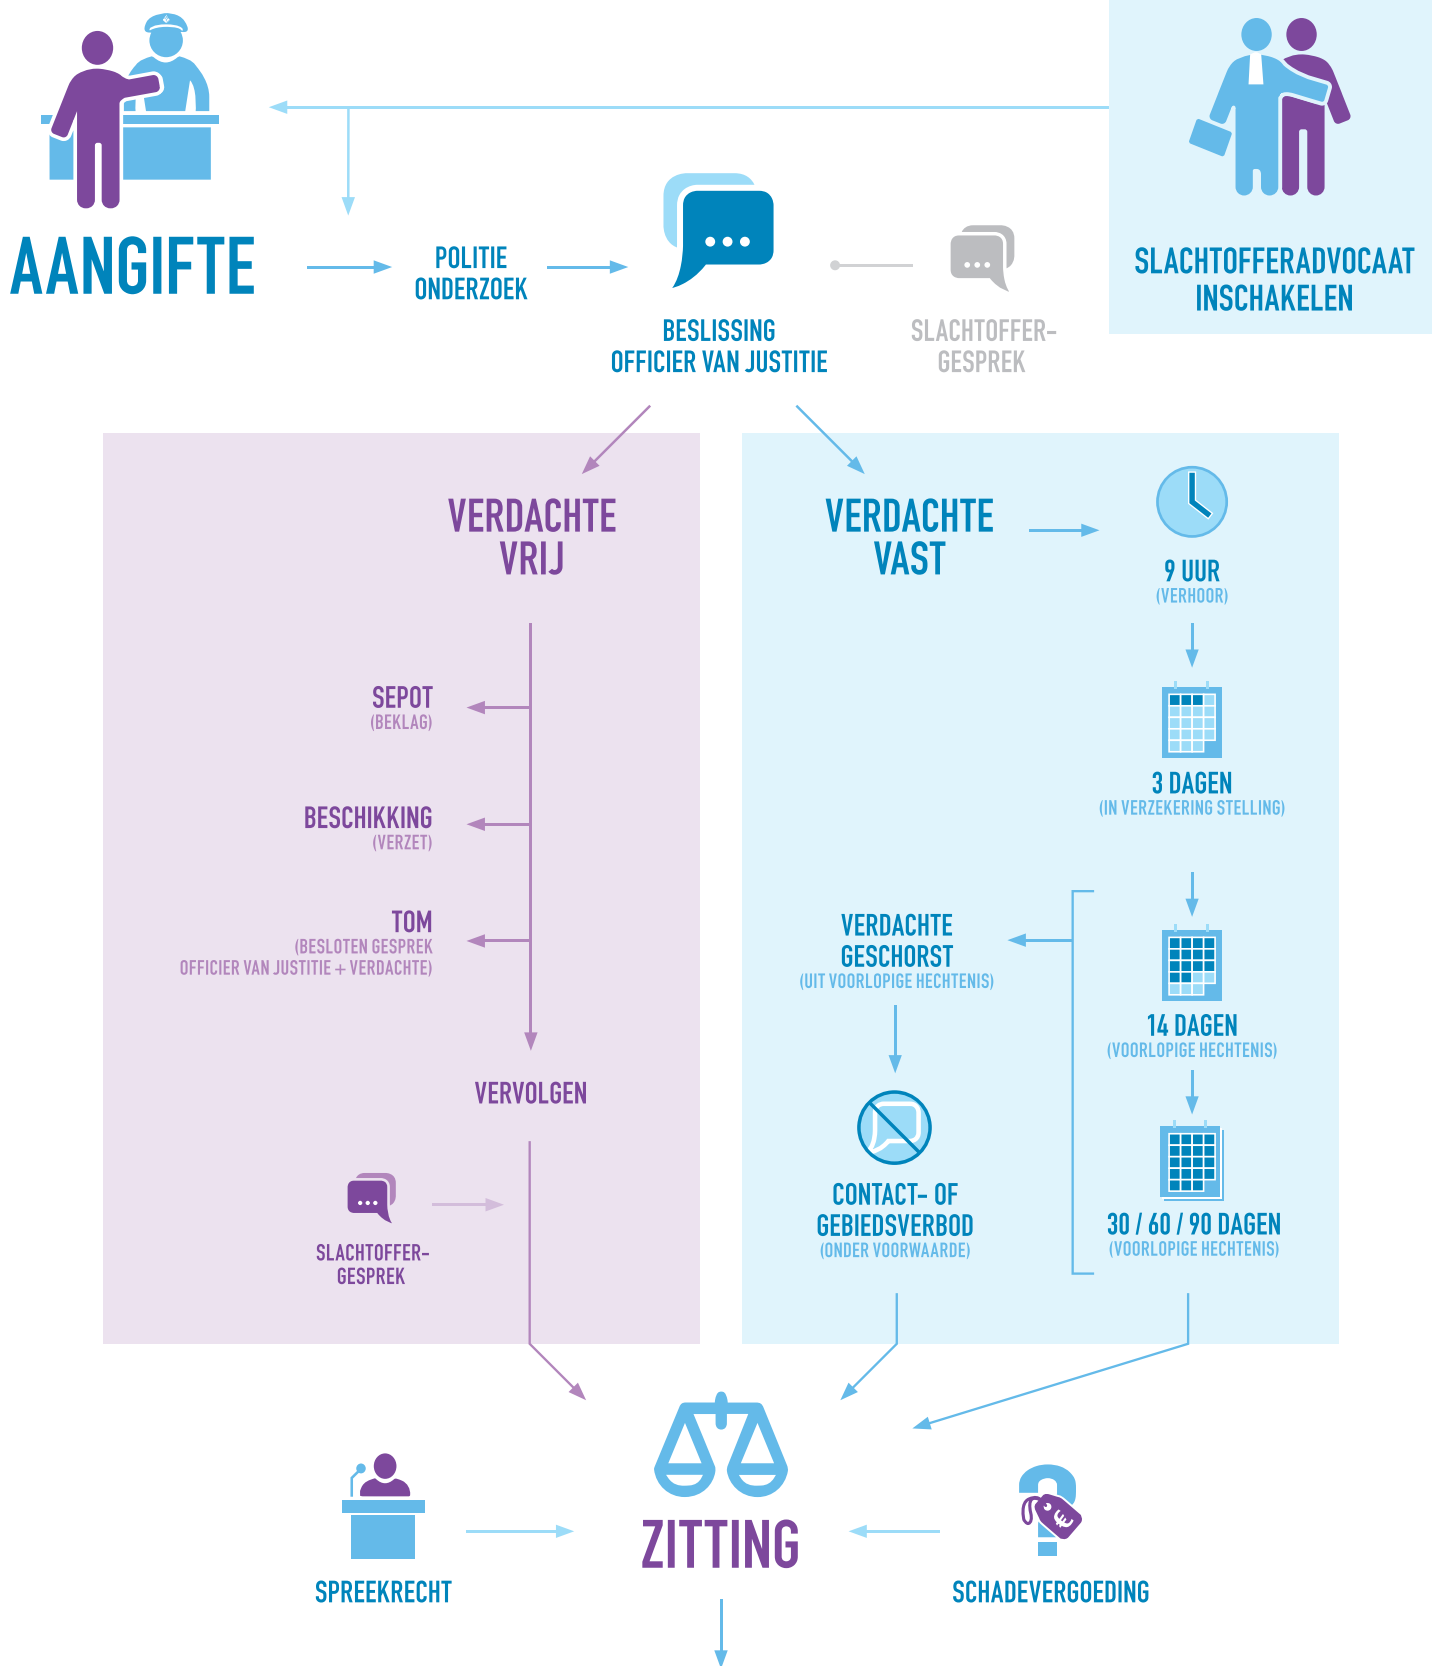 AANGIFTE
POLITIE
ONDERZOEK
BESLISSING
OFFICIER VAN JUSTITIE
SLACHTOFFER-
GESPREK
SLACHTOFFERADVOCAAT
INSCHAKELEN
VERDACHTE
VRIJ
SEPOT
(BEKLAG)
BESCHIKKING
(VERZET)
TOM
(BESLOTEN GESPREK
OFFICIER VAN JUSTITIE + VERDACHTE)
VERVOLGEN
SLACHTOFFER-
GESPREK
VERDACHTE
VAST
9 UUR
(VERHOOR)
3 DAGEN
(IN VERZEKERING STELLING)
VERDACHTE
GESCHORST
(UIT VOORLOPIGE HECHTENIS)
14 DAGEN
(VOORLOPIGE HECHTENIS)
CONTACT- OF
GEBIEDSVERBOD
(ONDER VOORWAARDE)
30 / 60 / 90 DAGEN
(VOORLOPIGE HECHTENIS)
SPREEKRECHT
ZITTING
€
SCHADEVERGOEDING